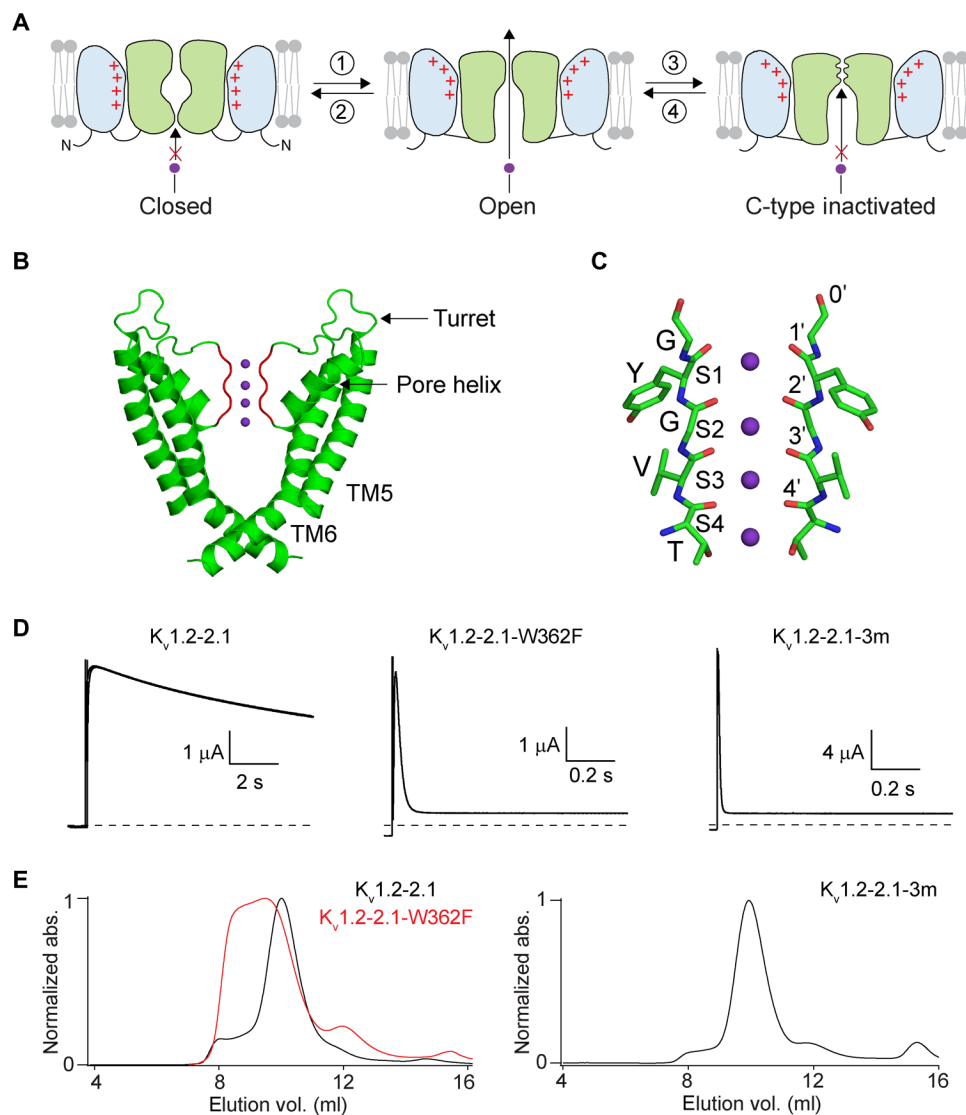 A
+ + + + + + + +
+ + + + + + + +
+ + + + + + + +
① ② ③ ④
N N
Closed Open C-type inactivated
B
Turret
Pore helix
TM5
TM6
C
0'
G 1'
Y S1 2'
G S2 3'
V S3 4'
S4
T
D
Kv1.2-2.1 Kv1.2-2.1-W362F Kv1.2-2.1-3m
1 μA 1 μA 4 μA
2 s 0.2 s 0.2 s
E
Kv1.2-2.1 Kv1.2-2.1-3m
Kv1.2-2.1-W362F
Normalized abs. Normalized abs.
1 1
0 0
4 8 12 16 4 8 12 16
Elution vol. (ml) Elution vol. (ml)